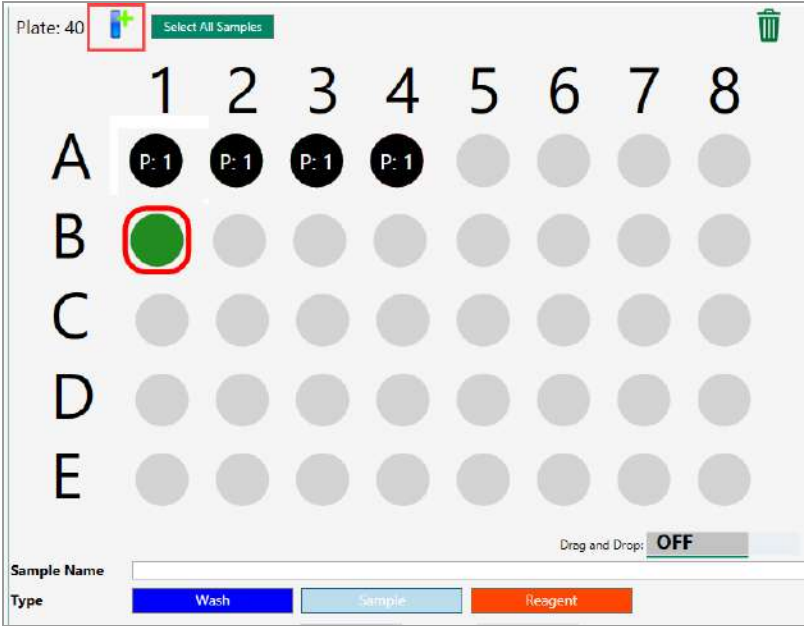 Plate: 40 Select All Samples
1 2 3 4 5 6 7 8
A P: 1 P: 1 P: 1 P: 1
B
C
D
E
Drag and Drop: OFF
Sample Name
Type Wash Sample Reagent